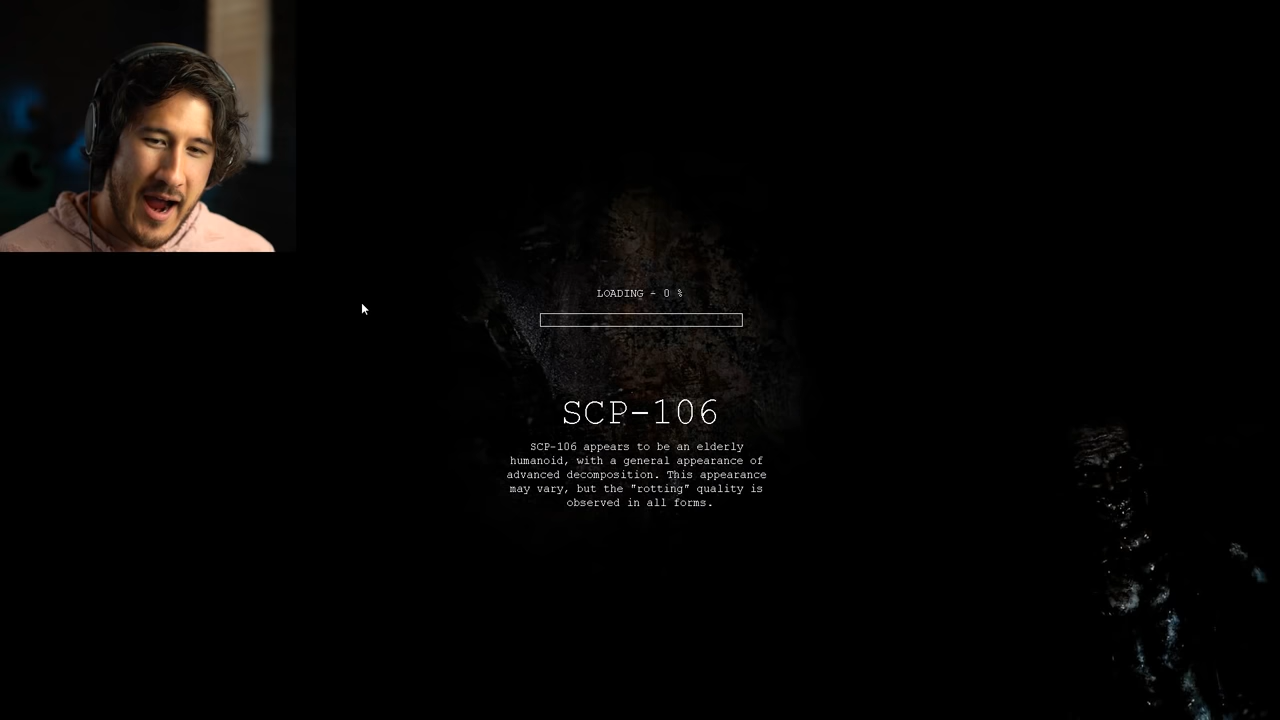 LOADING - 0 %
SCP-106
SCP-106 appears to be an elderly
humanoid, with a general appearance of
advanced decomposition. This appearance
may vary, but the "rotting" quality is
observed in all forms.